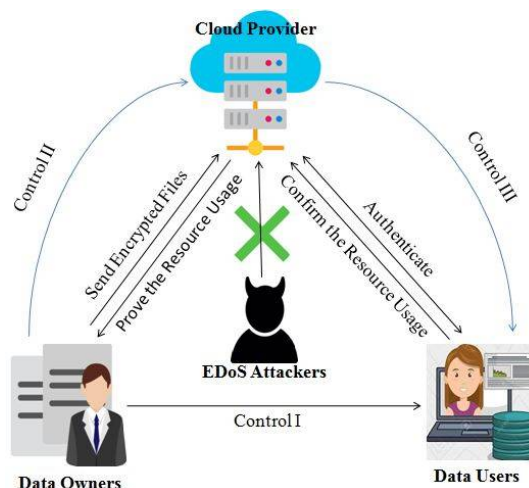 Cloud Provider
Control II
Send Encrypted Files
Prove the Resource Usage
Confirm the Resource Usage
Authenticate
Control III
EDoS Attackers
Control I
Data Owners
Data Users